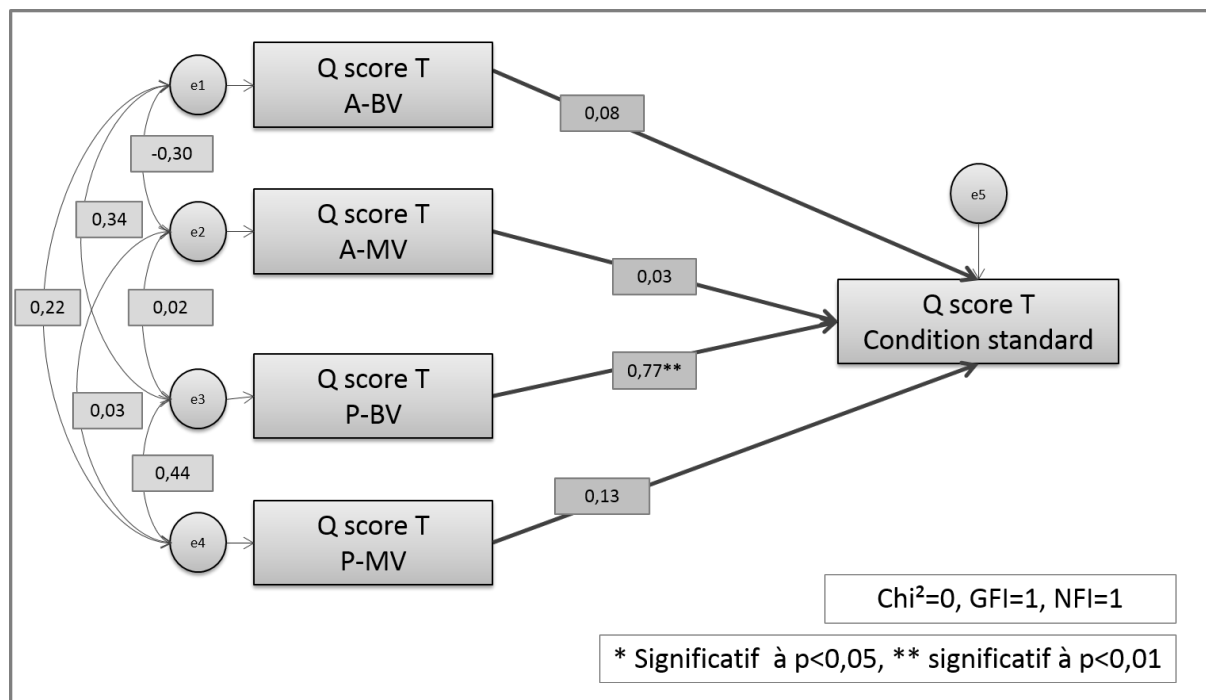 e1
Q score T
A-BV
0,08
-0,30
e5
0,34
e2
Q score T
A-MV
0,03
0,22
0,02
Q score T
Condition standard
0,03
e3
Q score T
P-BV
0,77**
0,44
e4
Q score T
P-MV
0,13
Chi²=0, GFI=1, NFI=1
* Significatif à p<0,05, ** significatif à p<0,01